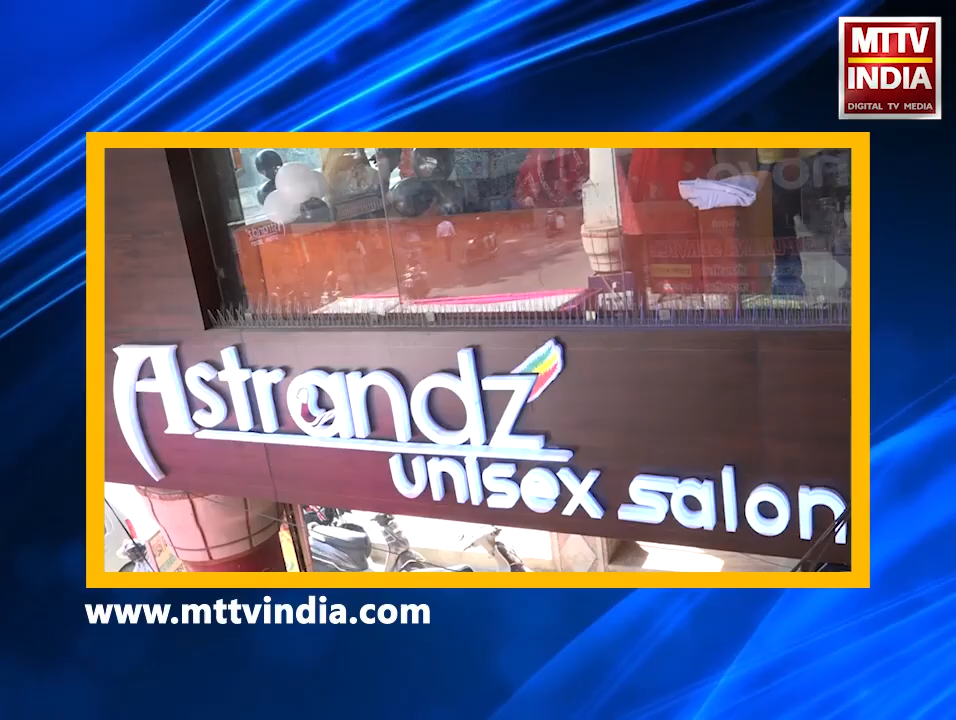 MTTV
INDIA
DIGITAL TV MEDIA
Astrandz
unisex salon
www.mttvindia.com